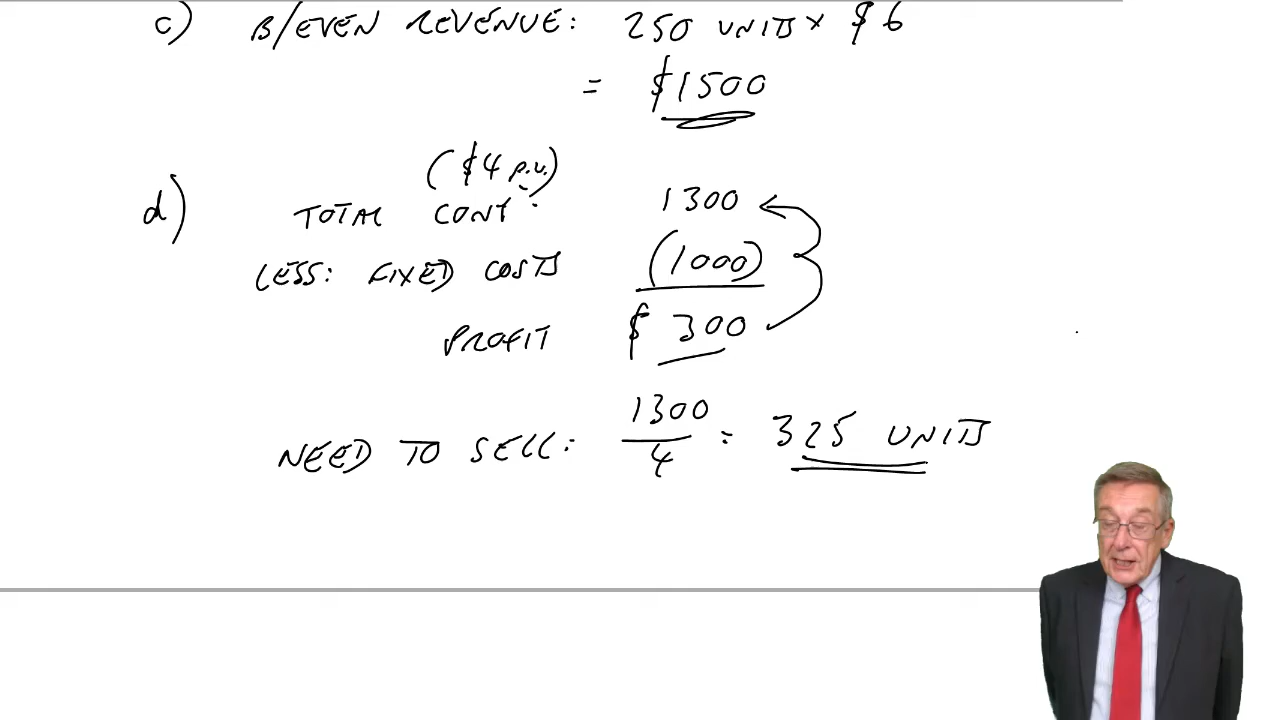 c) B/EVEN REVENUE: 250 UNITS × $6
= $1500
($4 p.u.)
d) TOTAL CONT. 1300
LESS: FIXED COSTS (1000)
PROFIT $ 300
NEED TO SELL: 1300/4 = 325 UNITS